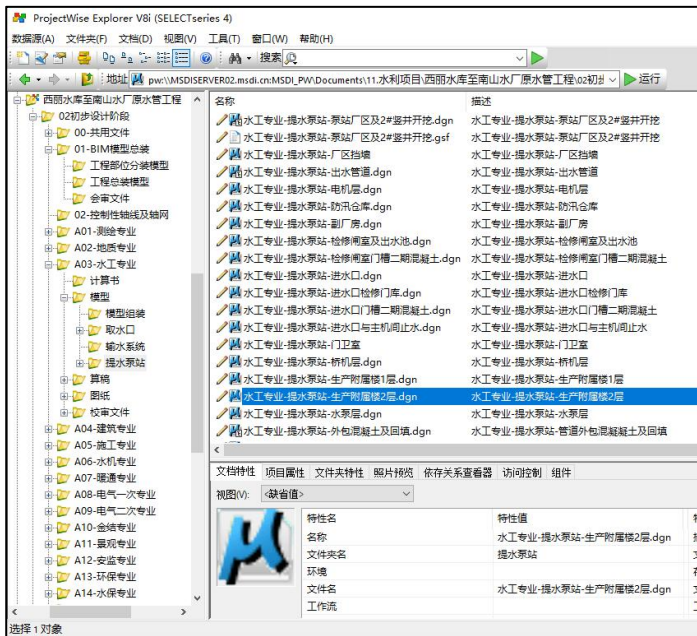 ProjectWise Explorer V8i (SELECTseries 4)
数据源(A) 文件夹(F) 文档(D) 视图(V) 工具(T) 窗口(W) 帮助(H)
搜索
地址 pw:\\MSDISERVER02.msdi.cn:MSDI_PW\Documents\11.水利项目\西丽水库至南山水厂原水管工程\02初步 运行
西丽水库至南山水厂原水管工程
02初步设计阶段
00-共用文件
01-BIM模型总装
工程部位分装模型
工程总装模型
会审文件
02-控制性轴线及轴网
A01-测绘专业
A02-地质专业
A03-水工专业
计算书
模型
模型组装
取水口
输水系统
提水泵站
算稿
图纸
校审文件
A04-建筑专业
A05-施工专业
A06-水机专业
A07-暖通专业
A08-电气一次专业
A09-电气二次专业
A10-金结专业
A11-景观专业
A12-安监专业
A13-环保专业
A14-水保专业
名称 描述
水工专业-提水泵站-泵站厂区及2#竖井开挖.dgn 水工专业-提水泵站-泵站厂区及2#竖井开挖
水工专业-提水泵站-泵站厂区及2#竖井开挖.gsf 水工专业-提水泵站-泵站厂区及2#竖井开挖
水工专业-提水泵站-厂区挡墙 水工专业-提水泵站-厂区挡墙
水工专业-提水泵站-出水管道.dgn 水工专业-提水泵站-出水管道
水工专业-提水泵站-电机层.dgn 水工专业-提水泵站-电机层
水工专业-提水泵站-防汛仓库.dgn 水工专业-提水泵站-防汛仓库
水工专业-提水泵站-副厂房.dgn 水工专业-提水泵站-副厂房
水工专业-提水泵站-检修闸室及出水池.dgn 水工专业-提水泵站-检修闸室及出水池
水工专业-提水泵站-检修闸室门槽二期混凝土.dgn 水工专业-提水泵站-检修闸室门槽二期混凝土
水工专业-提水泵站-进水口.dgn 水工专业-提水泵站-进水口
水工专业-提水泵站-进水口检修门库.dgn 水工专业-提水泵站-进水口检修门库
水工专业-提水泵站-进水口门槽二期混凝土.dgn 水工专业-提水泵站-进水口门槽二期混凝土
水工专业-提水泵站-进水口与主机间止水.dgn 水工专业-提水泵站-进水口与主机间止水
水工专业-提水泵站-门卫室 水工专业-提水泵站-门卫室
水工专业-提水泵站-桥机层.dgn 水工专业-提水泵站-桥机层
水工专业-提水泵站-生产附属楼1层.dgn 水工专业-提水泵站-生产附属楼1层
水工专业-提水泵站-生产附属楼2层.dgn 水工专业-提水泵站-生产附属楼2层
水工专业-提水泵站-水泵层.dgn 水工专业-提水泵站-水泵层
水工专业-提水泵站-外包混凝土及回填.dgn 水工专业-提水泵站-管道外包混凝凝土及回填
文档特性 项目属性 文件夹特性 照片预览 依存关系查看器 访问控制 组件
视图(V): <缺省值>
特性名 特性值
名称 水工专业-提水泵站-生产附属楼2层.dgn
文件夹名 提水泵站
环境
文件名 水工专业-提水泵站-生产附属楼2层.dgn
工作流
选择 1 对象